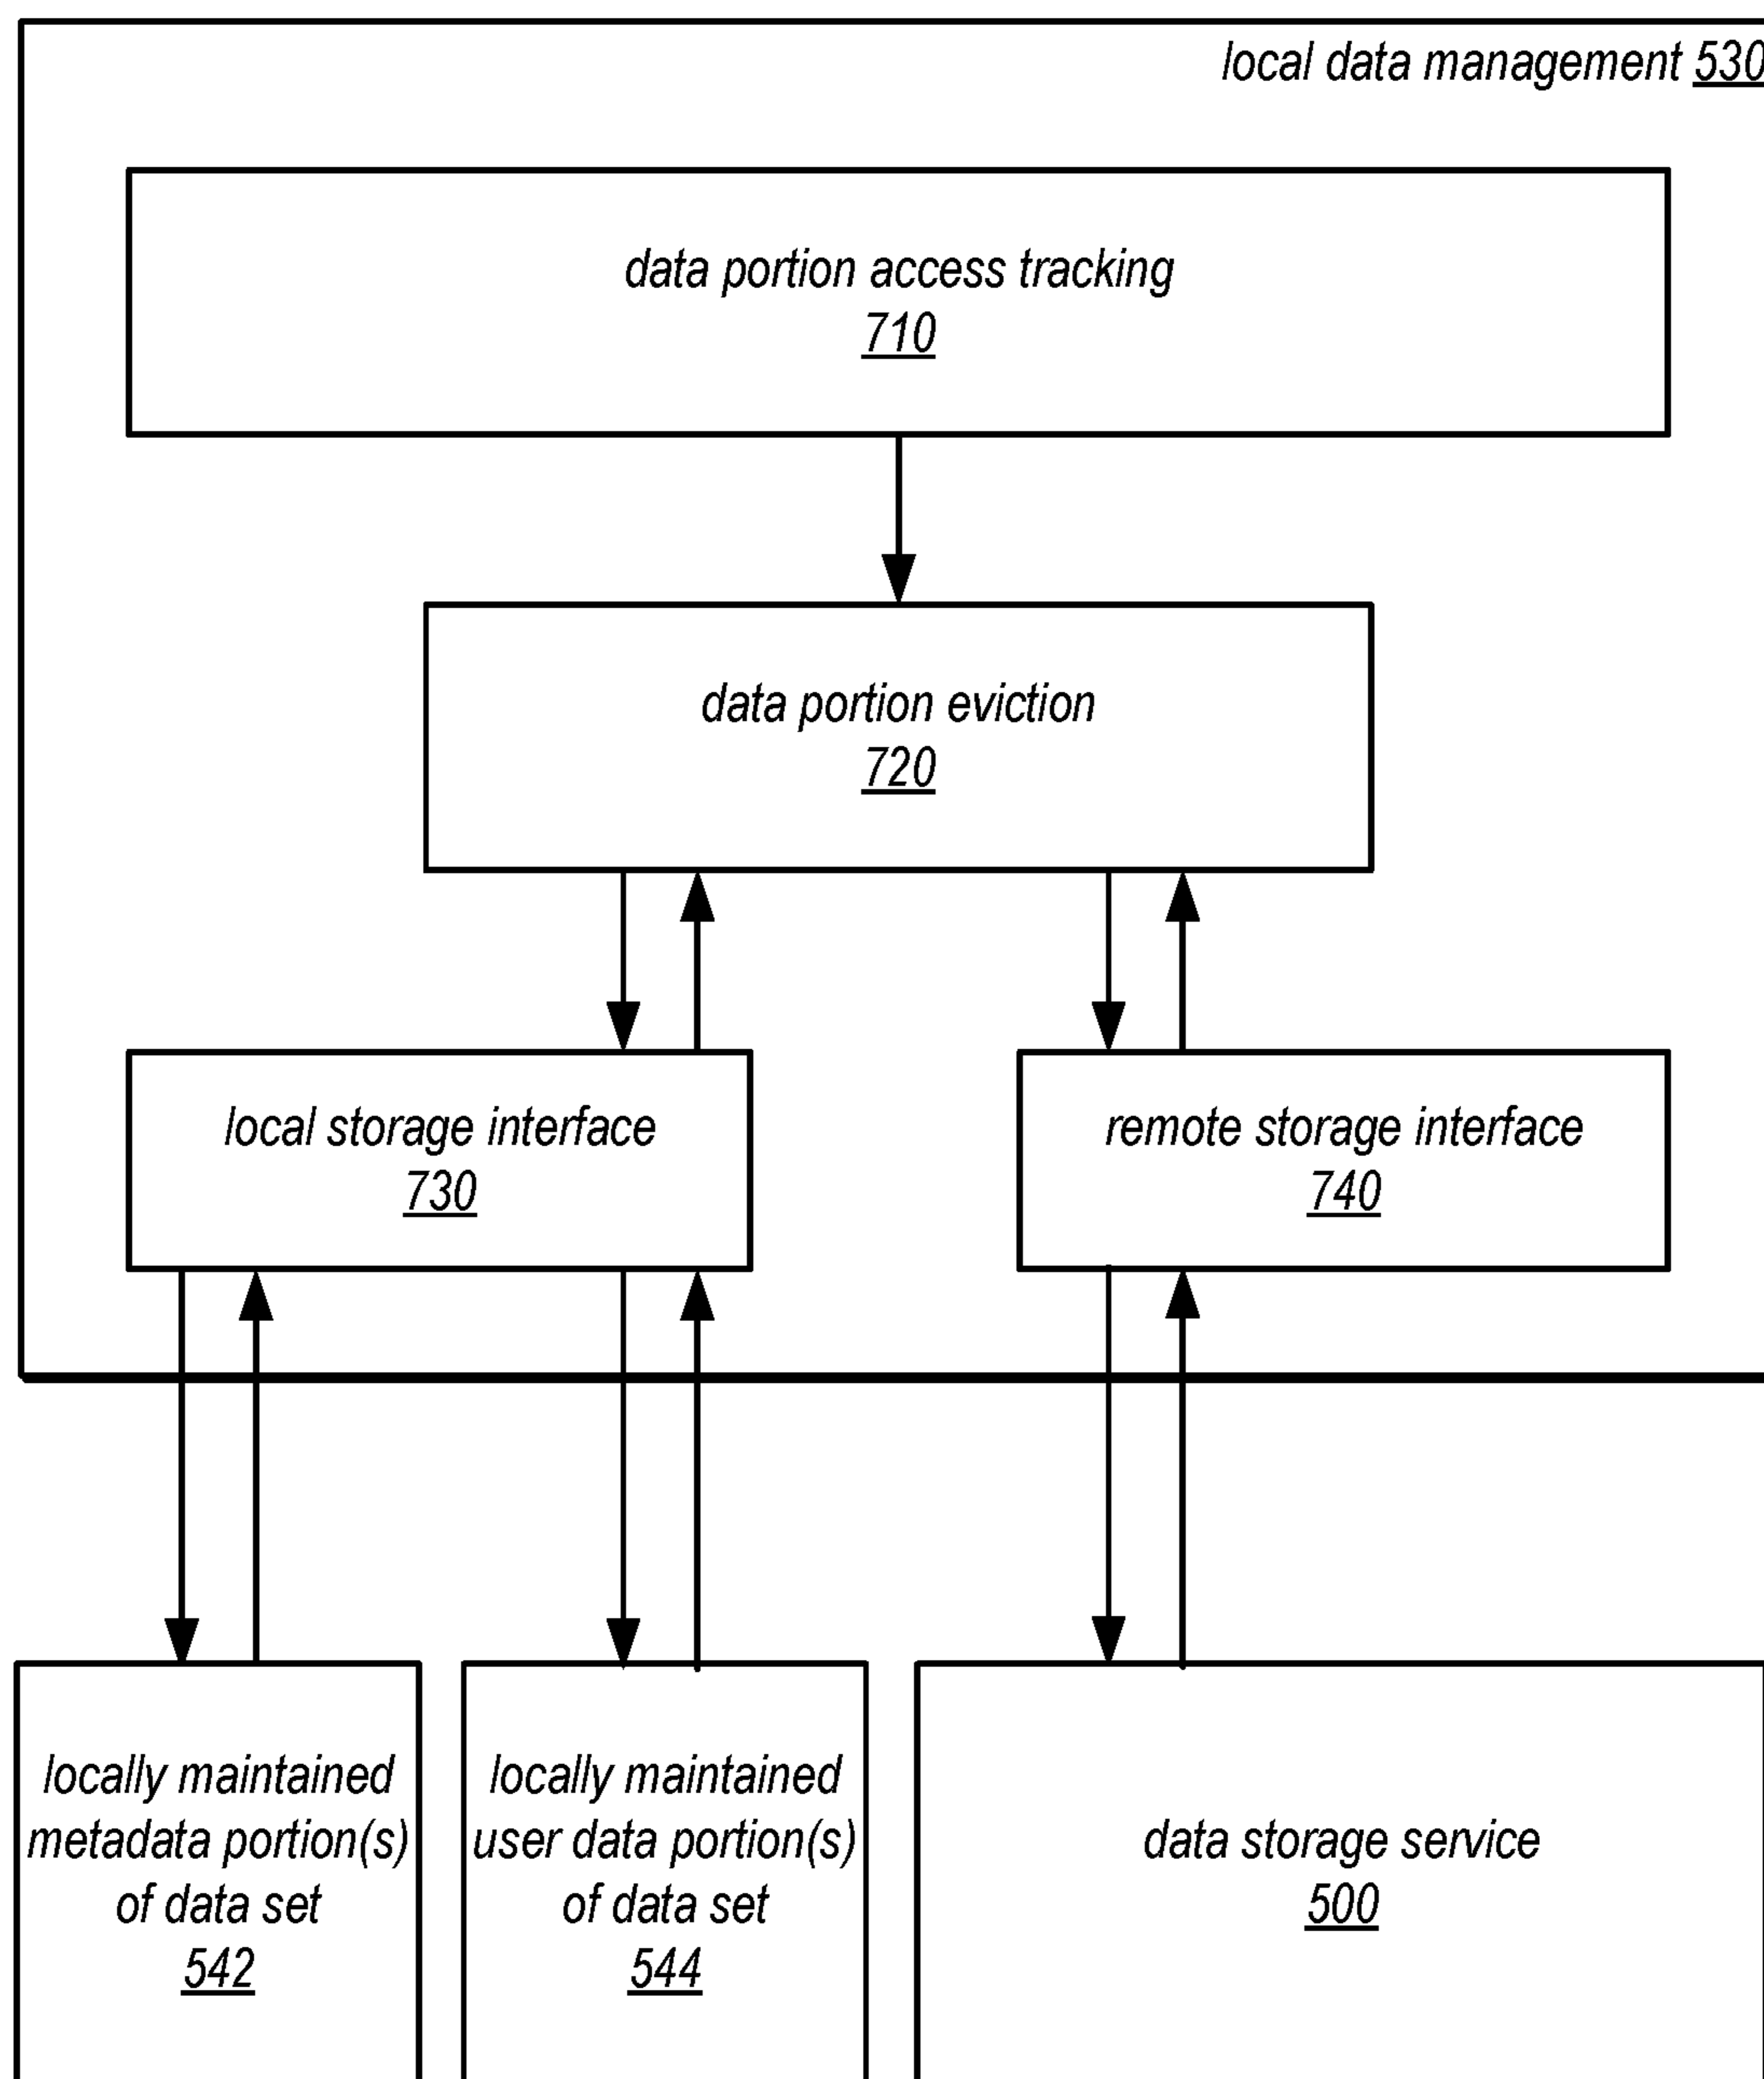 local data management 530
data portion access tracking
710
data portion eviction
720
local storage interface
730
remote storage interface
740
locally maintained
metadata portion(s)
of data set
542
locally maintained
user data portion(s)
of data set
544
data storage service
500